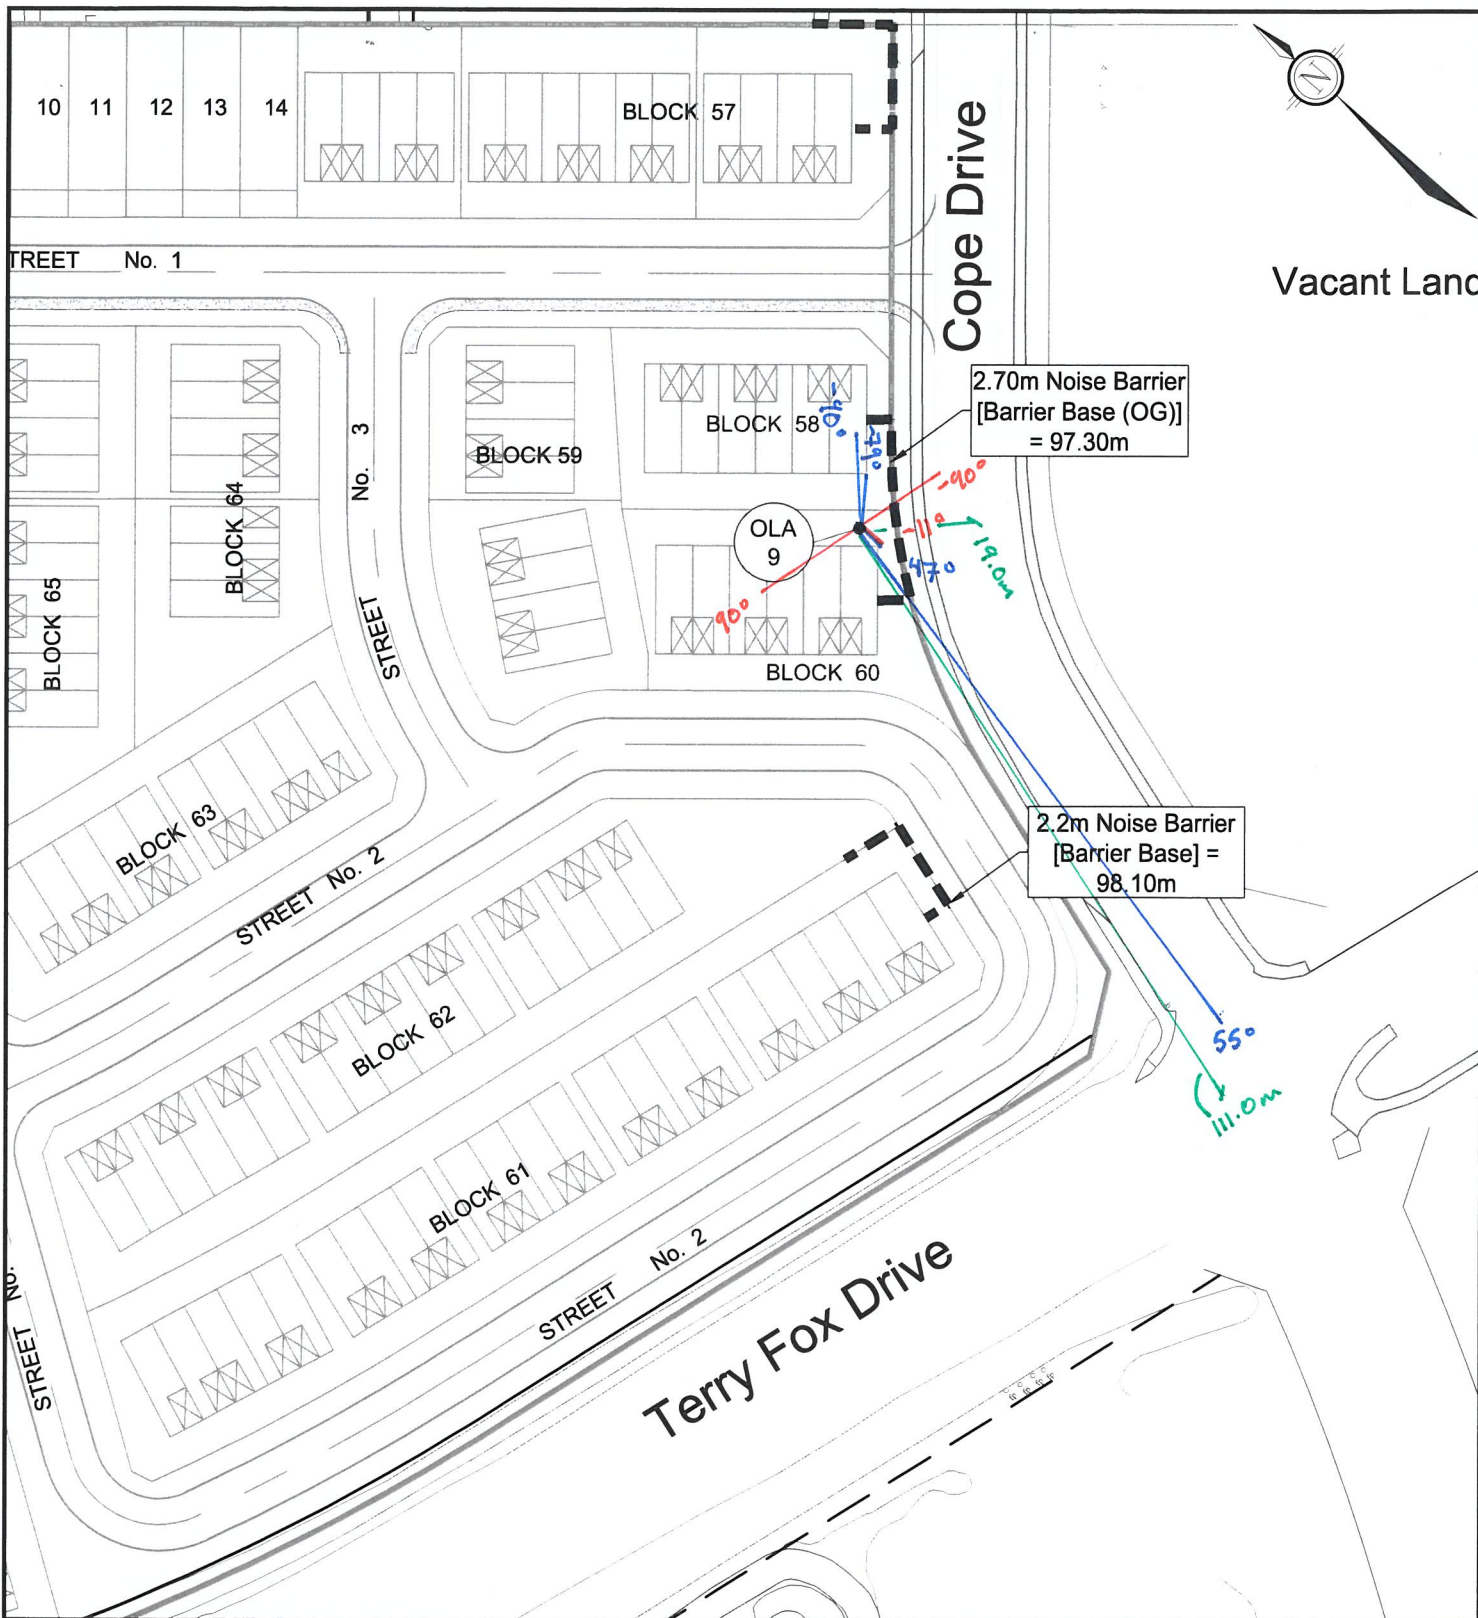 10 11 12 13 14
BLOCK 57
N
Cope Drive
TREET No. 1
Vacant Land
2.70m Noise Barrier
[Barrier Base (OG)]
= 97.30m
BLOCK 58
-90°
-79°
BLOCK 59
STREET No. 3
BLOCK 64
BLOCK 65
OLA
9
-90°
-11°
19.0m
47°
90°
BLOCK 60
BLOCK 63
STREET No. 2
2.2m Noise Barrier
[Barrier Base] =
98.10m
BLOCK 62
55°
111.0m
BLOCK 61
STREET No. 2
STREET No.
Terry Fox Drive